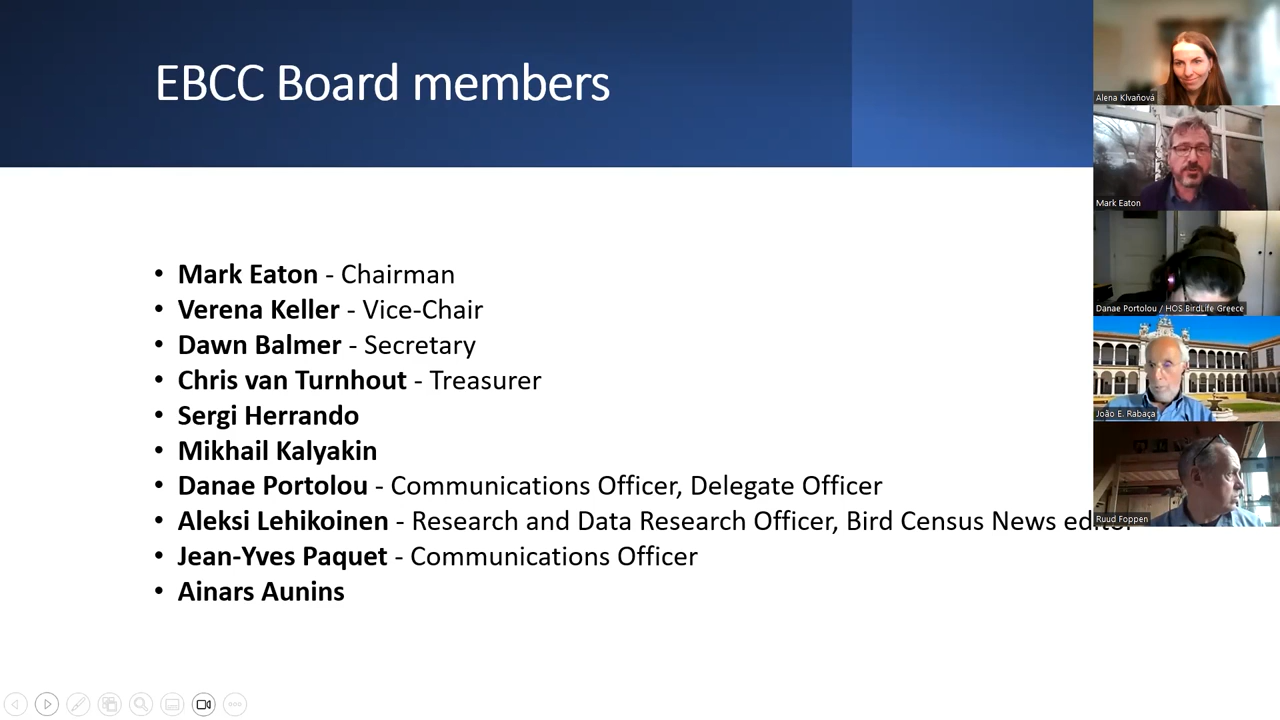 EBCC Board members
• Mark Eaton - Chairman
• Verena Keller - Vice-Chair
• Dawn Balmer - Secretary
• Chris van Turnhout - Treasurer
• Sergi Herrando
• Mikhail Kalyakin
• Danae Portolou - Communications Officer, Delegate Officer
• Aleksi Lehikoinen - Research and Data Research Officer, Bird Census News editor
• Jean-Yves Paquet - Communications Officer
• Ainars Aunins
Alena Klvaňová
Mark Eaton
Danae Portolou / HOS BirdLife Greece
João E. Rabaça
Ruud Foppen